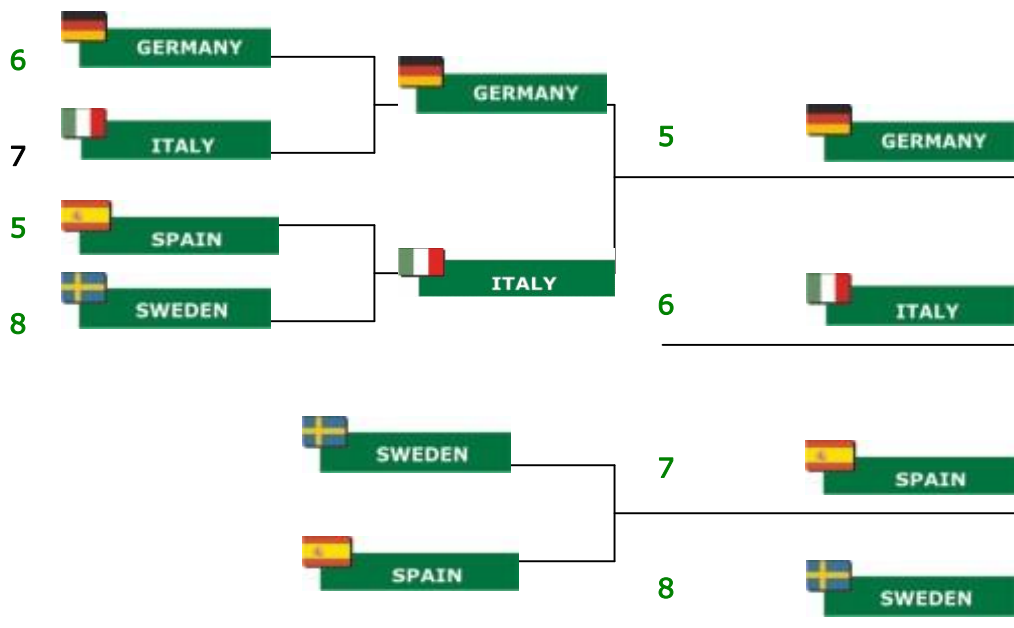 6 GERMANY
GERMANY
5 GERMANY
7 ITALY
5 SPAIN
ITALY
6 ITALY
8 SWEDEN
SWEDEN
7 SPAIN
SPAIN
8 SWEDEN